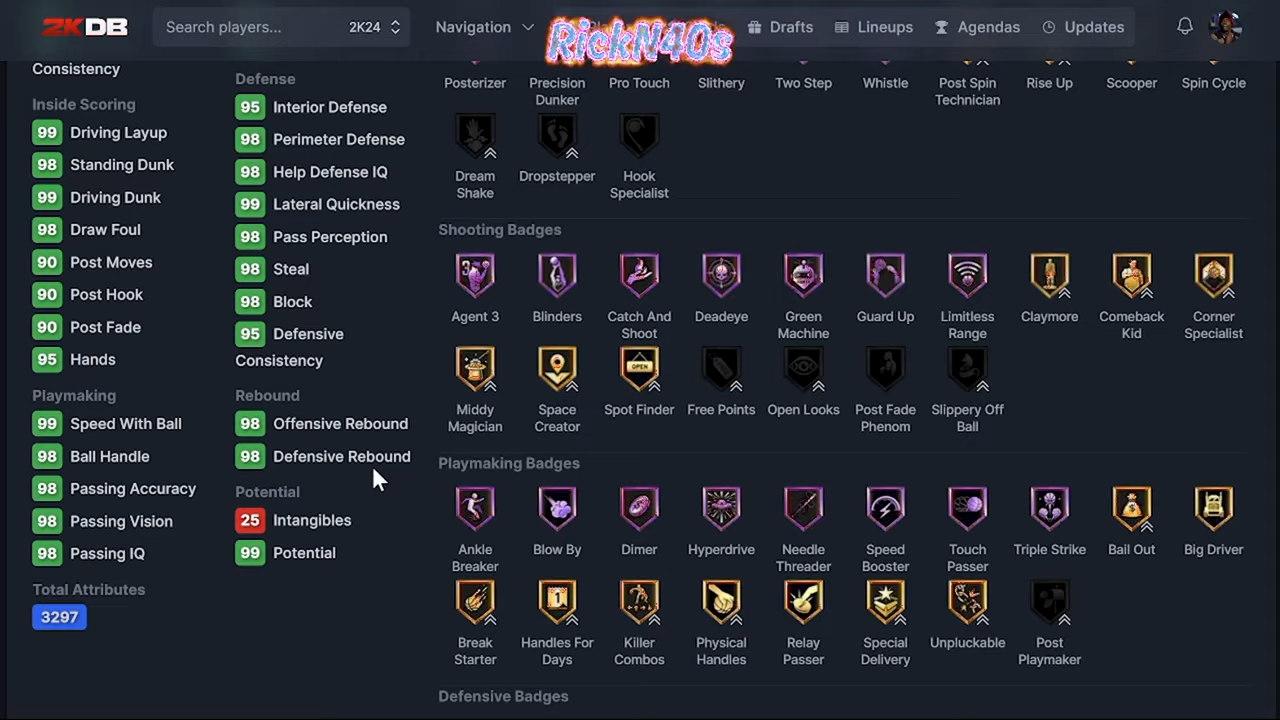 2KDB
Search players...
2K24
Navigation
RickN40s
Drafts
Lineups
Agendas
Updates
Consistency
Inside Scoring
99 Driving Layup
98 Standing Dunk
99 Driving Dunk
98 Draw Foul
90 Post Moves
90 Post Hook
90 Post Fade
95 Hands
Playmaking
99 Speed With Ball
98 Ball Handle
98 Passing Accuracy
98 Passing Vision
98 Passing IQ
Total Attributes
3297
Defense
95 Interior Defense
98 Perimeter Defense
98 Help Defense IQ
99 Lateral Quickness
98 Pass Perception
98 Steal
98 Block
95 Defensive
Consistency
Rebound
98 Offensive Rebound
98 Defensive Rebound
Potential
25 Intangibles
99 Potential
Posterizer
Precision
Dunker
Pro Touch
Slithery
Two Step
Whistle
Post Spin
Technician
Rise Up
Scooper
Spin Cycle
Dream
Shake
Dropstepper
Hook
Specialist
Shooting Badges
Agent 3
Blinders
Catch And
Shoot
Deadeye
Green
Machine
Guard Up
Limitless
Range
Claymore
Comeback
Kid
Corner
Specialist
Middy
Magician
Space
Creator
OPEN
Spot Finder
Free Points
Open Looks
Post Fade
Phenom
Slippery Off
Ball
Playmaking Badges
Ankle
Breaker
Blow By
Dimer
Hyperdrive
Needle
Threader
Speed
Booster
Touch
Passer
Triple Strike
Bail Out
Big Driver
Break
Starter
Handles For
Days
Killer
Combos
Physical
Handles
Relay
Passer
Special
Delivery
Unpluckable
Post
Playmaker
Defensive Badges